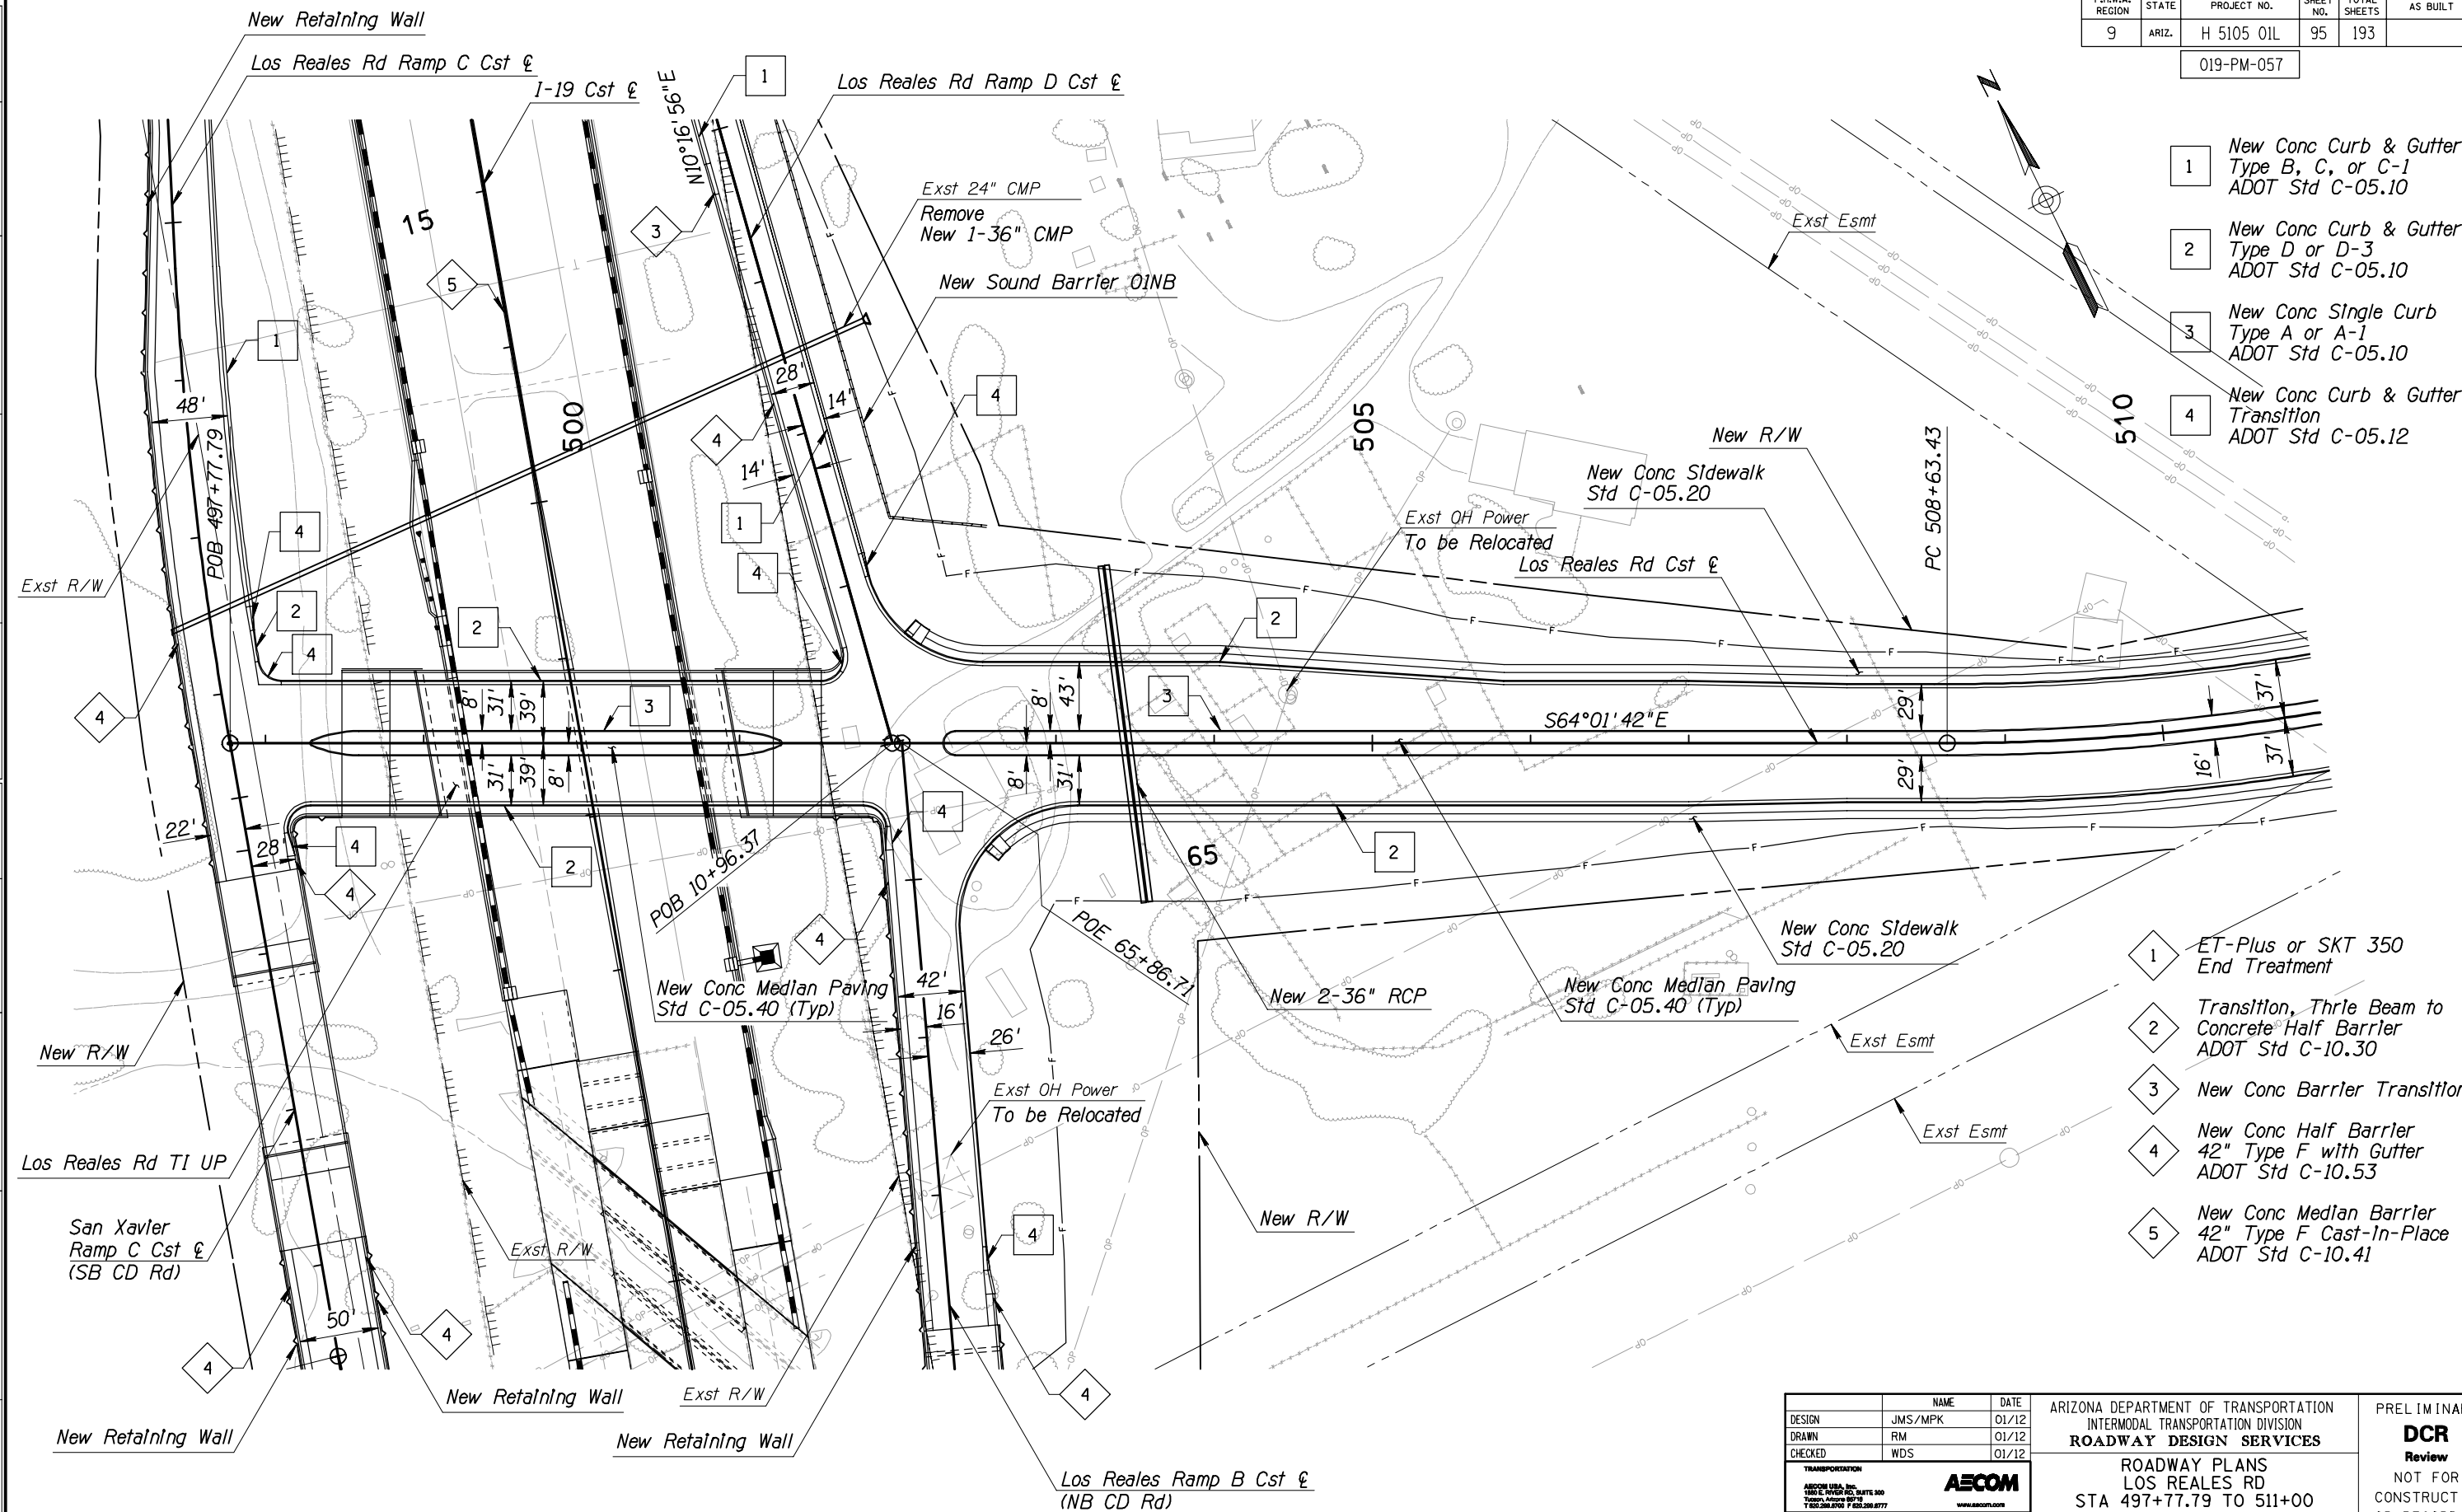 New Retaining Wall
Los Reales Rd Ramp C Cst ℄
I-19 Cst ℄
N10°16'56"E
1
Los Reales Rd Ramp D Cst ℄
REGION STATE PROJECT NO. SHEET NO. TOTAL SHEETS AS BUILT
9 ARIZ. H 5105 01L 95 193
019-PM-057
N
1
New Conc Curb & Gutter
Type B, C, or C-1
ADOT Std C-05.10
2
New Conc Curb & Gutter
Type D or D-3
ADOT Std C-05.10
3
New Conc Single Curb
Type A or A-1
ADOT Std C-05.10
4
New Conc Curb & Gutter
Transition
ADOT Std C-05.12
15
5
3
Exst 24" CMP
Remove
New 1-36" CMP
New Sound Barrier 01NB
Exst Esmt
1
48'
POB 497+77.79
500
28'
14'
4
4
14'
1
4
505
510
New R/W
New Conc Sidewalk
Std C-05.20
Exst OH Power
To be Relocated
Los Reales Rd Cst ℄
PC 508+63.43
Exst R/W
4
2
4
2
2
4
3
3
8'
31'
39'
31'
39'
8'
8'
43'
8'
31'
S64°01'42"E
29'
29'
16'
37'
37'
22'
28'
4
4
2
4
4
POB 10+96.37
POE 65+86.71
65
2
New Conc Median Paving
Std C-05.40 (Typ)
42'
16'
26'
New 2-36" RCP
New Conc Median Paving
Std C-05.40 (Typ)
New Conc Sidewalk
Std C-05.20
Exst Esmt
Exst Esmt
New R/W
Exst OH Power
To be Relocated
Los Reales Rd TI UP
San Xavier
Ramp C Cst ℄
(SB CD Rd)
Exst R/W
New R/W
4
50'
4
4
4
New Retaining Wall
New Retaining Wall
Exst R/W
New Retaining Wall
Los Reales Ramp B Cst ℄
(NB CD Rd)
1
ET-Plus or SKT 350
End Treatment
2
Transition, Thrie Beam to
Concrete Half Barrier
ADOT Std C-10.30
3
New Conc Barrier Transition
4
New Conc Half Barrier
42" Type F with Gutter
ADOT Std C-10.53
5
New Conc Median Barrier
42" Type F Cast-in-Place
ADOT Std C-10.41
NAME DATE
DESIGN JMS/MPK 01/12
DRAWN RM 01/12
CHECKED WDS 01/12
TRANSPORTATION
AECOM USA, Inc.
AECOM
www.aecom.com
ARIZONA DEPARTMENT OF TRANSPORTATION
INTERMODAL TRANSPORTATION DIVISION
ROADWAY DESIGN SERVICES
ROADWAY PLANS
LOS REALES RD
STA 497+77.79 TO 511+00
PRELIMINA
DCR
Review
NOT FOR
CONSTRUCT